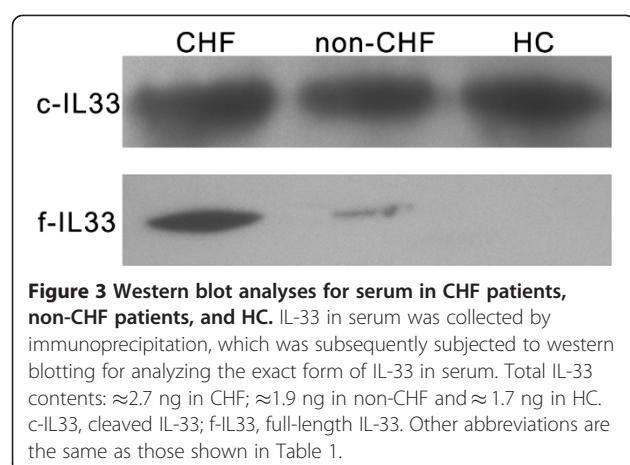 CHF non-CHF HC
c-IL33
f-IL33
Figure 3 Western blot analyses for serum in CHF patients,
non-CHF patients, and HC. IL-33 in serum was collected by
immunoprecipitation, which was subsequently subjected to western
blotting for analyzing the exact form of IL-33 in serum. Total IL-33
contents: ≈2.7 ng in CHF; ≈1.9 ng in non-CHF and ≈ 1.7 ng in HC.
c-IL33, cleaved IL-33; f-IL33, full-length IL-33. Other abbreviations are
the same as those shown in Table 1.